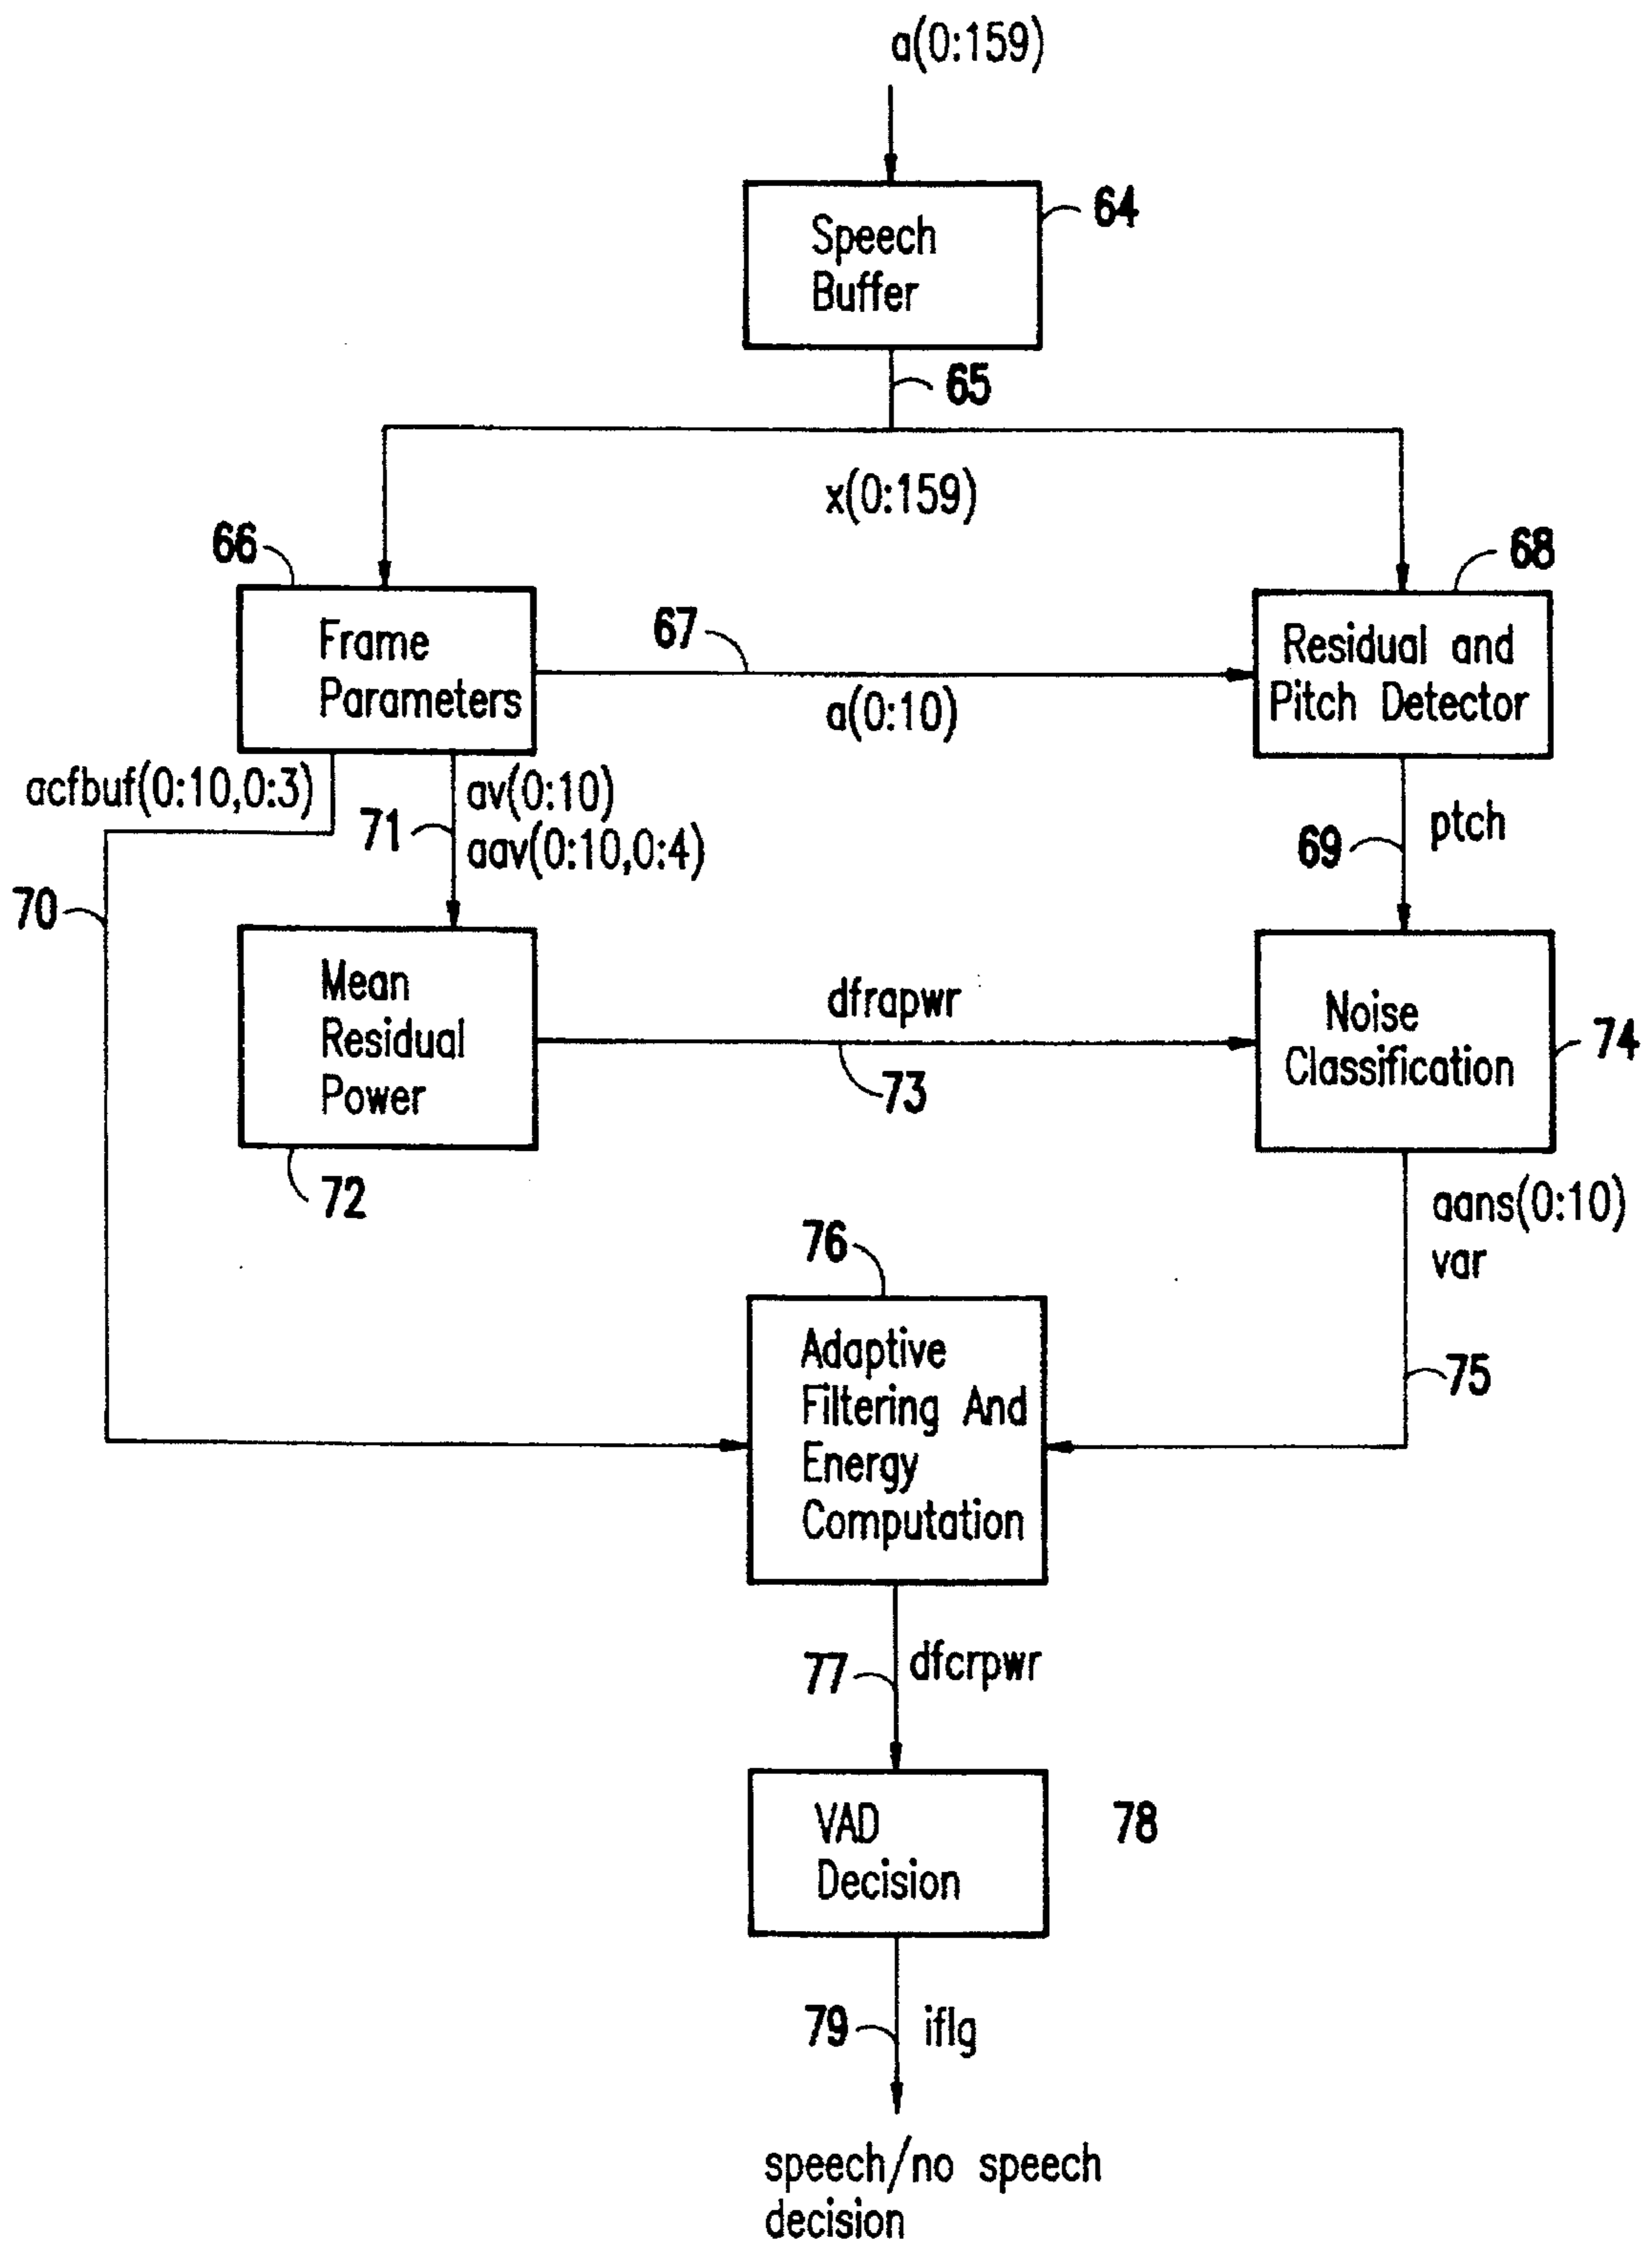 a(0:159)
Speech
Buffer
64
65
x(0:159)
66
68
Frame
Parameters
67
a(0:10)
Residual and
Pitch Detector
acfbuf(0:10,0:3)
av(0:10)
aav(0:10,0:4)
71
70
69
ptch
Mean
Residual
Power
72
dfrapwr
73
Noise
Classification
74
aans(0:10)
var
75
76
Adaptive
Filtering And
Energy
Computation
77
dfcrpwr
VAD
Decision
78
79
iflg
speech/no speech
decision